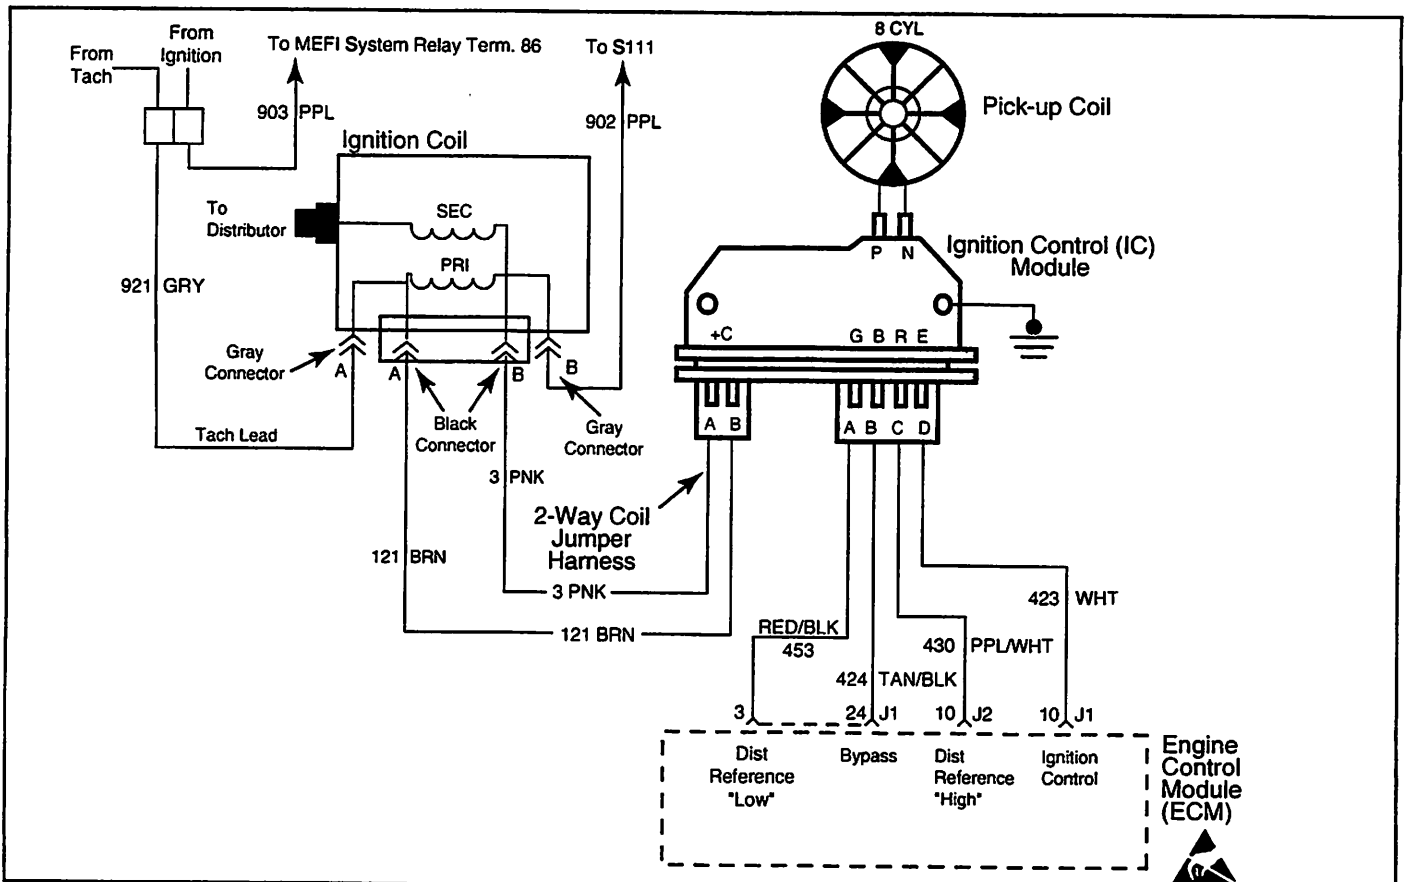 8 CYL
From
Tach
From
Ignition
To MEFI System Relay Term. 86
To S111
903 PPL
902 PPL
Pick-up Coil
Ignition Coil
To
Distributor
SEC
PRI
P N
Ignition Control (IC)
Module
921 GRY
+C
G B R E
Gray
Connector
A
A
B
B
Black
Connector
Gray
Connector
A B
A B C D
Tach Lead
3 PNK
2-Way Coil
Jumper
Harness
121 BRN
3 PNK
121 BRN
423 WHT
RED/BLK
453
430 PPL/WHT
424 TAN/BLK
3
24 J1
10 J2
10 J1
Dist
Reference
"Low"
Bypass
Dist
Reference
"High"
Ignition
Control
Engine
Control
Module
(ECM)